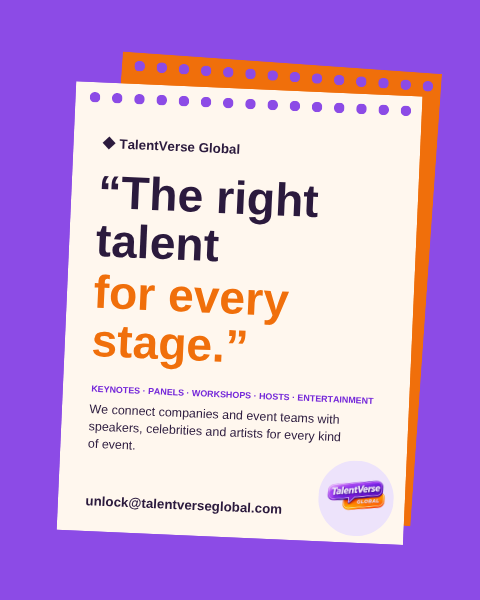 ◆ TalentVerse Global
“The right
talent
for every
stage.”
KEYNOTES · PANELS · WORKSHOPS · HOSTS · ENTERTAINMENT
We connect companies and event teams with
speakers, celebrities and artists for every kind
of event.
unlock@talentverseglobal.com
TalentVerse
GLOBAL